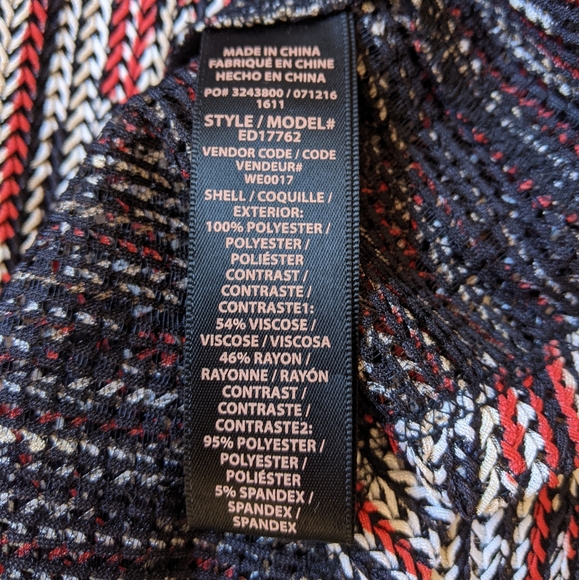 MADE IN CHINA
FABRIQUÉ EN CHINE
HECHO EN CHINA
PO# 3243800 / 071216
1611
STYLE / MODEL#
ED17762
VENDOR CODE / CODE
VENDEUR#
WE0017
SHELL / COQUILLE /
EXTERIOR:
100% POLYESTER /
POLYESTER /
POLIÉSTER
CONTRAST /
CONTRASTE /
CONTRASTE1:
54% VISCOSE /
VISCOSE / VISCOSA
46% RAYON /
RAYONNE / RAYÓN
CONTRAST /
CONTRASTE /
CONTRASTE2:
95% POLYESTER /
POLYESTER /
POLIÉSTER
5% SPANDEX /
SPANDEX /
SPANDEX